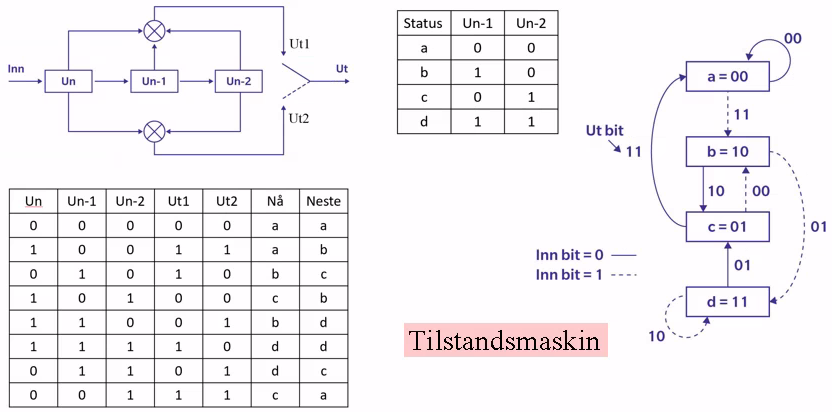 Ut1
Inn
Un
Un-1
Un-2
Ut
Ut2
Status Un-1 Un-2
a 0 0
b 1 0
c 0 1
d 1 1
00
a = 00
11
Ut bit
11
b = 10
10
00
c = 01
01
Inn bit = 0
Inn bit = 1
01
d = 11
10
Un Un-1 Un-2 Ut1 Ut2 Nå Neste
0 0 0 0 0 a a
1 0 0 1 1 a b
0 1 0 1 0 b c
1 0 1 0 0 c b
1 1 0 0 1 b d
1 1 1 1 0 d d
0 1 1 0 1 d c
0 0 1 1 1 c a
Tilstandsmaskin